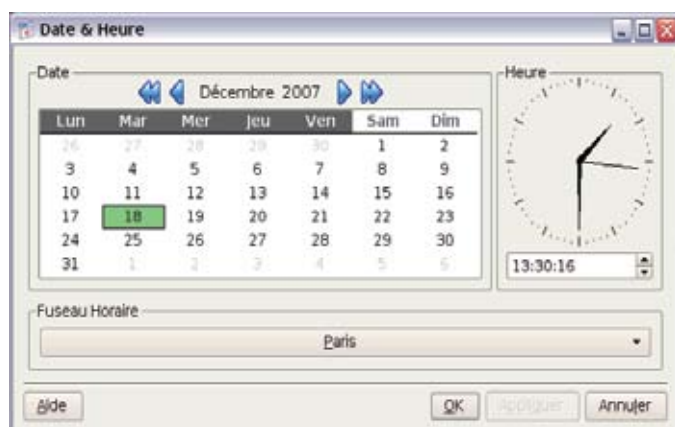 Date & Heure
Date
Heure
Décembre 2007
Lun Mar Mer Jeu Ven Sam Dim
26 27 28 29 30 1 2
3 4 5 6 7 8 9
10 11 12 13 14 15 16
17 18 19 20 21 22 23
24 25 26 27 28 29 30
31 1 2 3 4 5 6
13:30:16
Fuseau Horaire
Paris
Aide
OK
Appliquer
Annuler